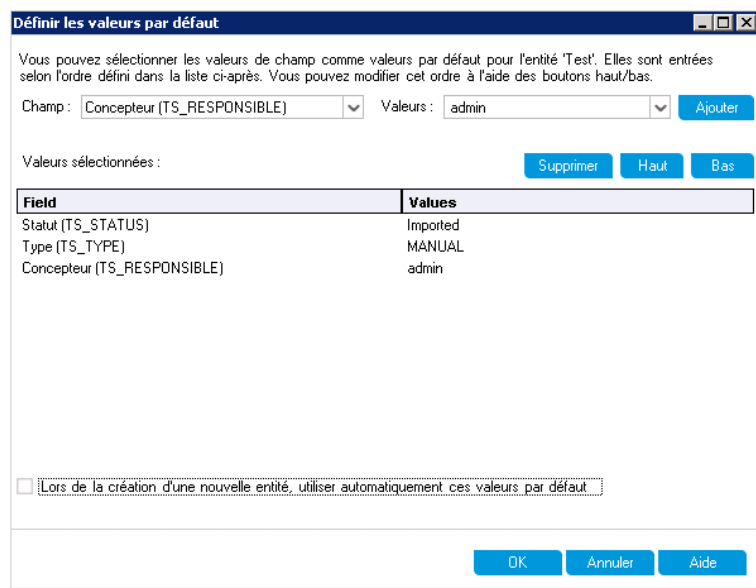 Définir les valeurs par défaut
Vous pouvez sélectionner les valeurs de champ comme valeurs par défaut pour l'entité 'Test'. Elles sont entrées
selon l'ordre défini dans la liste ci-après. Vous pouvez modifier cet ordre à l'aide des boutons haut/bas.
Champ : Concepteur (TS_RESPONSIBLE) Valeurs : admin Ajouter
Valeurs sélectionnées : Supprimer Haut Bas
Field Values
Statut (TS_STATUS) Imported
Type (TS_TYPE) MANUAL
Concepteur (TS_RESPONSIBLE) admin
Lors de la création d'une nouvelle entité, utiliser automatiquement ces valeurs par défaut
OK Annuler Aide